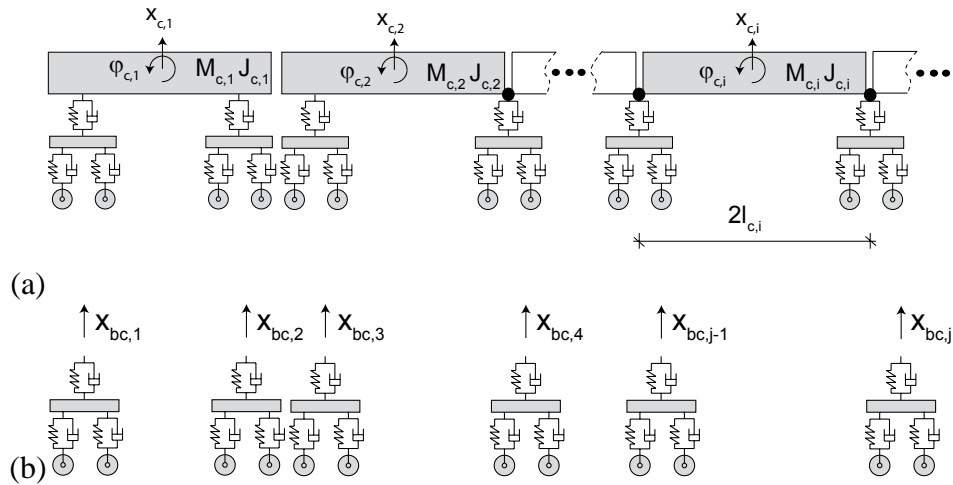 x_{c,1} x_{c,2} x_{c,i}
φ_{c,1} M_{c,1} J_{c,1} φ_{c,2} M_{c,2} J_{c,2} φ_{c,i} M_{c,i} J_{c,i}
2l_{c,i}
(a)
x_{bc,1} x_{bc,2} x_{bc,3} x_{bc,4} x_{bc,j-1} x_{bc,j}
(b)